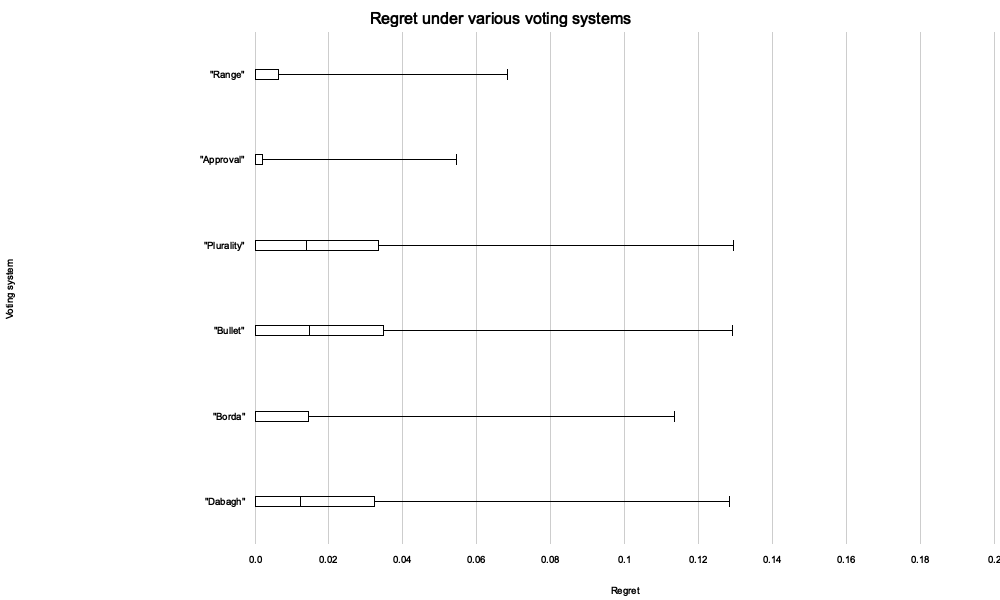 Regret under various voting systems
"Range"
"Approval"
"Plurality"
Voting system
"Bullet"
"Borda"
"Dabagh"
0.0 0.02 0.04 0.06 0.08 0.1 0.12 0.14 0.16 0.18 0.2
Regret